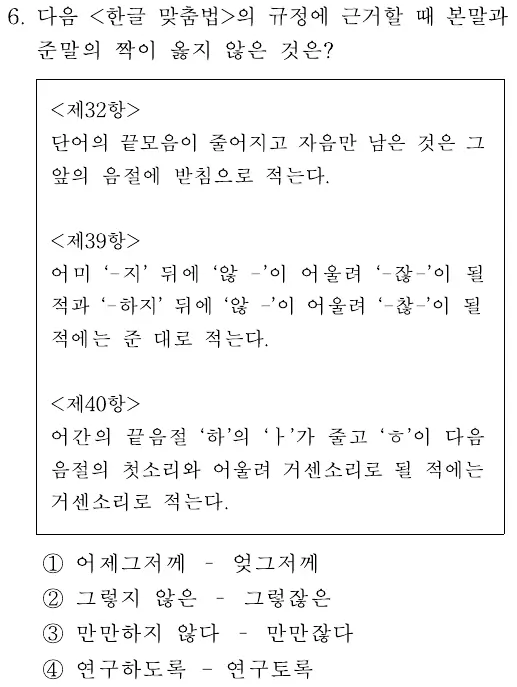 6. 다음 <한글 맞춤법>의 규정에 근거할 때 본말과
준말의 짝이 옳지 않은 것은?
<제32항>
단어의 끝모음이 줄어지고 자음만 남은 것은 그
앞의 음절에 받침으로 적는다.
<제39항>
어미 ‘-지’ 뒤에 ‘않 -’이 어울려 ‘-잖-’이 될
적과 ‘-하지’ 뒤에 ‘않 -’이 어울려 ‘-찮-’이 될
적에는 준 대로 적는다.
<제40항>
어간의 끝음절 ‘하’의 ‘ㅏ’가 줄고 ‘ㅎ’이 다음
음절의 첫소리와 어울려 거센소리로 될 적에는
거센소리로 적는다.
① 어제그저께 - 엊그저께
② 그렇지 않은 - 그렇잖은
③ 만만하지 않다 - 만만잖다
④ 연구하도록 - 연구토록